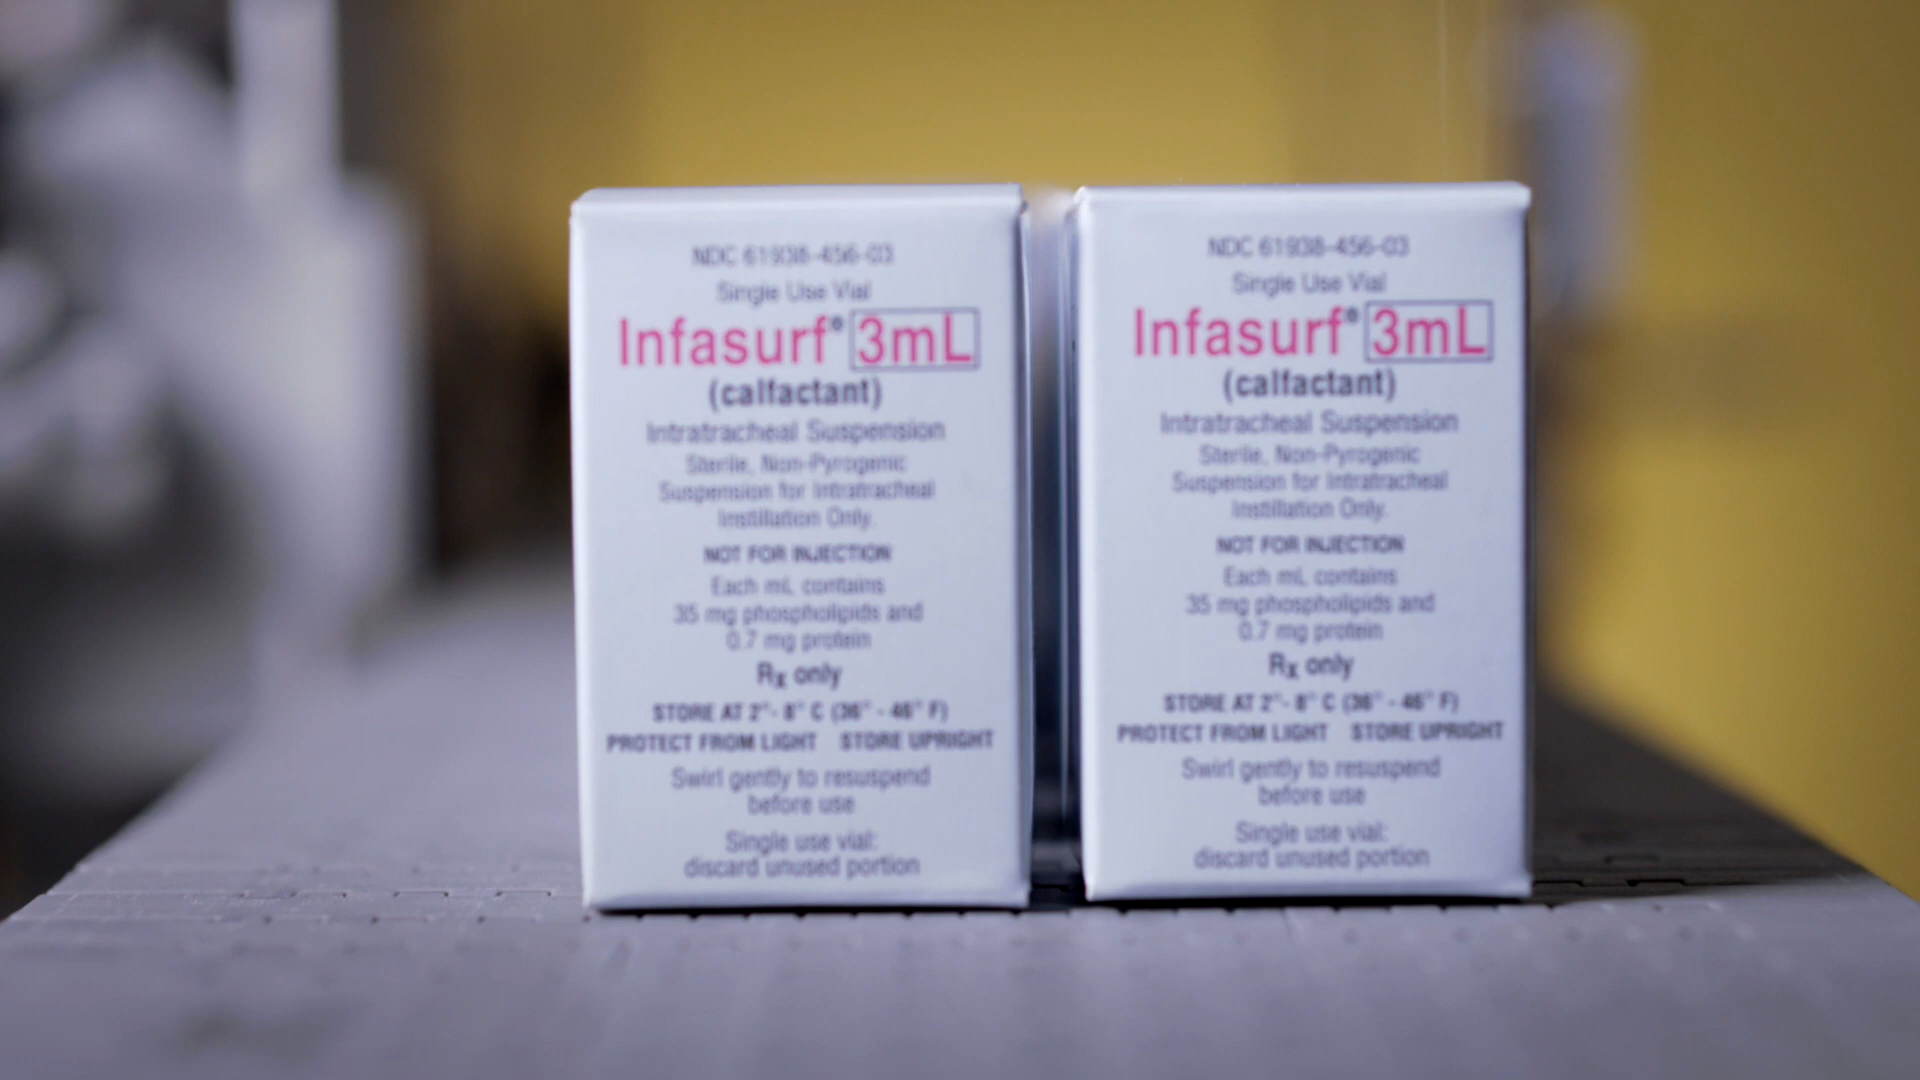 NDC 61938-456-03
Single Use Vial
Infasurf® 3mL
(calfactant)
Intratracheal Suspension
Sterile, Non-Pyrogenic
Suspension for Intratracheal
Instillation Only.
NOT FOR INJECTION
Each mL contains
35 mg phospholipids and
0.7 mg protein
Rx only
STORE AT 2°- 8° C (36° - 46° F)
PROTECT FROM LIGHT STORE UPRIGHT
Swirl gently to resuspend
before use
Single use vial:
discard unused portion
NDC 61938-456-03
Single Use Vial
Infasurf® 3mL
(calfactant)
Intratracheal Suspension
Sterile, Non-Pyrogenic
Suspension for Intratracheal
Instillation Only.
NOT FOR INJECTION
Each mL contains
35 mg phospholipids and
0.7 mg protein
Rx only
STORE AT 2°- 8° C (36° - 46° F)
PROTECT FROM LIGHT STORE UPRIGHT
Swirl gently to resuspend
before use
Single use vial:
discard unused portion